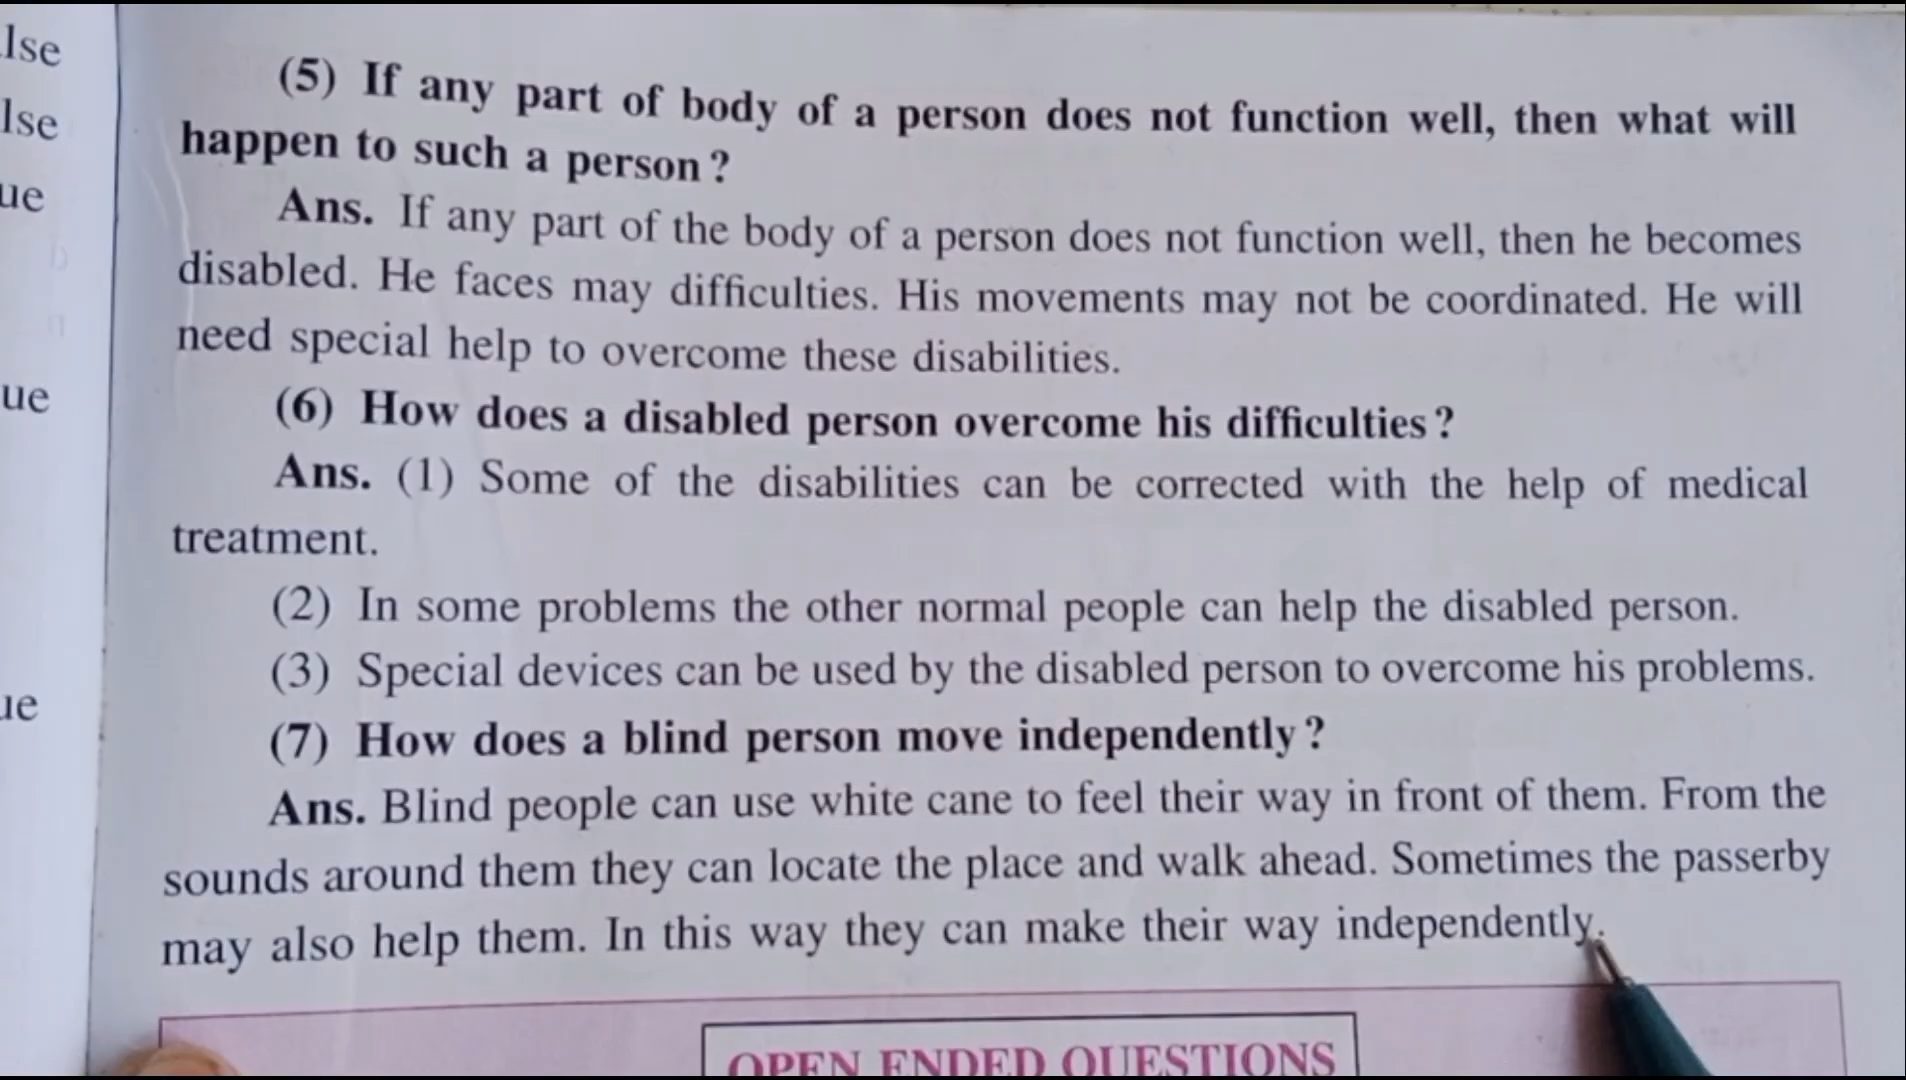 lse
lse
ue
ue
ue
(5) If any part of body of a person does not function well, then what will
happen to such a person?
Ans. If any part of the body of a person does not function well, then he becomes
disabled. He faces may difficulties. His movements may not be coordinated. He will
need special help to overcome these disabilities.
(6) How does a disabled person overcome his difficulties?
Ans. (1) Some of the disabilities can be corrected with the help of medical
treatment.
(2) In some problems the other normal people can help the disabled person.
(3) Special devices can be used by the disabled person to overcome his problems.
(7) How does a blind person move independently?
Ans. Blind people can use white cane to feel their way in front of them. From the
sounds around them they can locate the place and walk ahead. Sometimes the passerby
may also help them. In this way they can make their way independently.
OPEN ENDED QUESTIONS